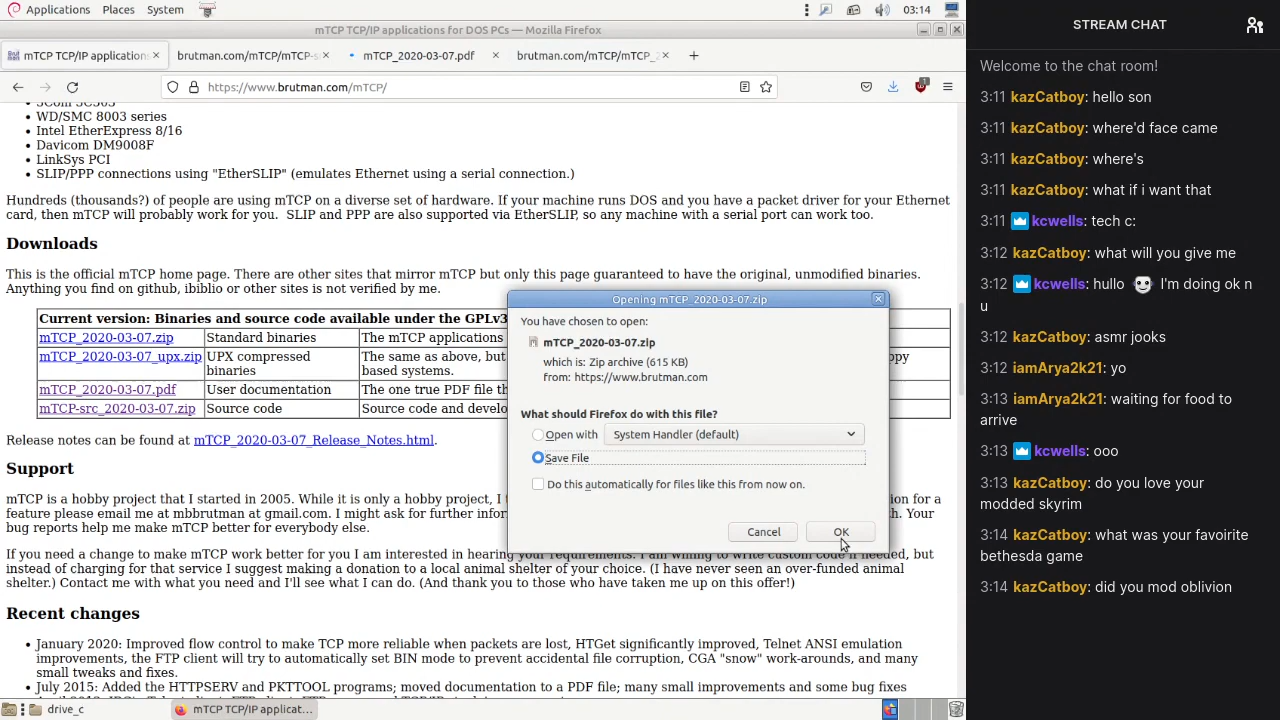 Applications Places System 03:14
mTCP TCP/IP applications for DOS PCs — Mozilla Firefox
mTCP TCP/IP applications brutman.com/mTCP/mTCP-s mTCP_2020-03-07.pdf brutman.com/mTCP/mTCP_2
https://www.brutman.com/mTCP/ 1
WD/SMC 8003 series
Intel EtherExpress 8/16
Davicom DM9008F
LinkSys PCI
SLIP/PPP connections using "EtherSLIP" (emulates Ethernet using a serial connection.)
Hundreds (thousands?) of people are using mTCP on a diverse set of hardware. If your machine runs DOS and you have a packet driver for your Ethernet
card, then mTCP will probably work for you. SLIP and PPP are also supported via EtherSLIP, so any machine with a serial port can work too.
Downloads
This is the official mTCP home page. There are other sites that mirror mTCP but only this page guaranteed to have the original, unmodified binaries.
Anything you find on github, ibiblio or other sites is not verified by me.
Current version: Binaries and source code available under the GPLv3
mTCP_2020-03-07.zip Standard binaries The mTCP applications
mTCP_2020-03-07_upx.zip UPX compressed binaries The same as above, but based systems. opy
mTCP_2020-03-07.pdf User documentation The one true PDF file th
mTCP-src_2020-03-07.zip Source code Source code and develo
Release notes can be found at mTCP_2020-03-07_Release_Notes.html.
Support
mTCP is a hobby project that I started in 2005. While it is only a hobby project, I t ion for a
feature please email me at mbbrutman at gmail.com. I might ask for further infor . Your
bug reports help me make mTCP better for everybody else.
If you need a change to make mTCP work better for you I am interested in hearing your requirements. I am willing to write custom code if needed, but
instead of charging for that service I suggest making a donation to a local animal shelter of your choice. (I have never seen an over-funded animal
shelter.) Contact me with what you need and I'll see what I can do. (And thank you to those who have taken me up on this offer!)
Recent changes
January 2020: Improved flow control to make TCP more reliable when packets are lost, HTGet significantly improved, Telnet ANSI emulation
improvements, the FTP client will try to automatically set BIN mode to prevent accidental file corruption, CGA "snow" work-arounds, and many
small tweaks and fixes.
July 2015: Added the HTTPSERV and PKTTOOL programs; moved documentation to a PDF file; many small improvements and some bug fixes
Opening mTCP_2020-03-07.zip
You have chosen to open:
mTCP_2020-03-07.zip
which is: Zip archive (615 KB)
from: https://www.brutman.com
What should Firefox do with this file?
Open with System Handler (default)
Save File
Do this automatically for files like this from now on.
Cancel OK
drive_c mTCP TCP/IP applicat...
STREAM CHAT
Welcome to the chat room!
3:11 kazCatboy: hello son
3:11 kazCatboy: where'd face came
3:11 kazCatboy: where's
3:11 kazCatboy: what if i want that
3:11 kcwells: tech c:
3:12 kazCatboy: what will you give me
3:12 kcwells: hullo I'm doing ok n
u
3:12 kazCatboy: asmr jooks
3:12 iamArya2k21: yo
3:13 iamArya2k21: waiting for food to
arrive
3:13 kcwells: ooo
3:13 kazCatboy: do you love your
modded skyrim
3:14 kazCatboy: what was your favoirite
bethesda game
3:14 kazCatboy: did you mod oblivion